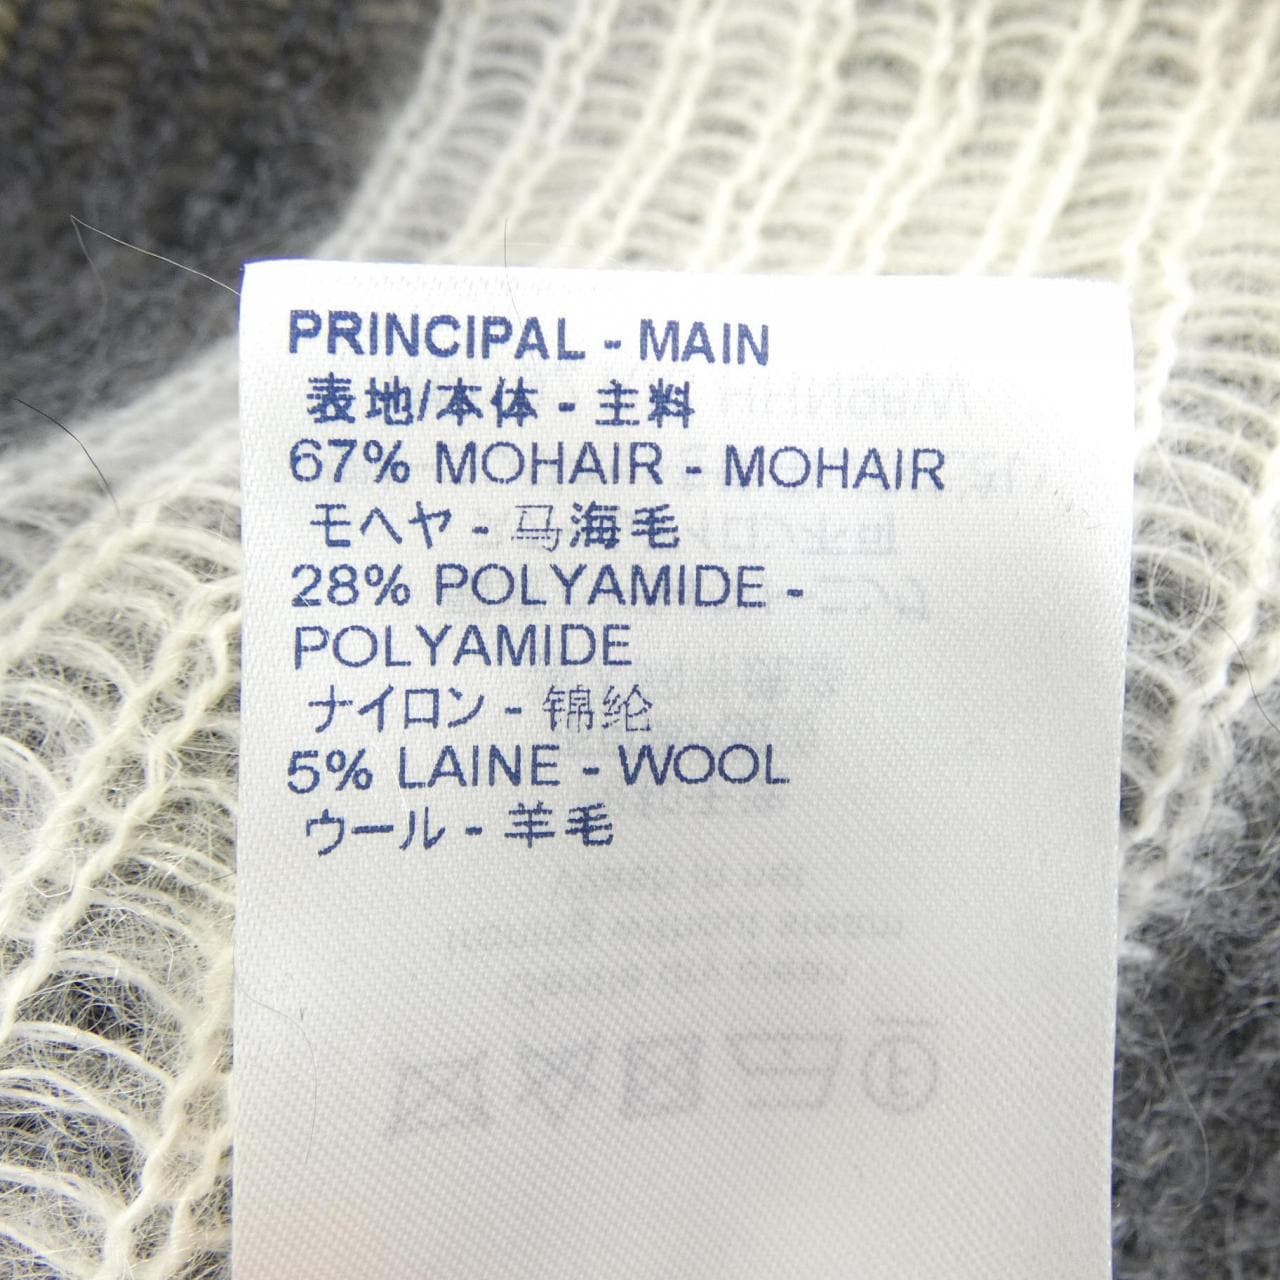 PRINCIPAL - MAIN
表地/本体 - 主料
67% MOHAIR - MOHAIR
モヘヤ - 马海毛
28% POLYAMIDE -
POLYAMIDE
ナイロン - 锦纶
5% LAINE - WOOL
ウール - 羊毛